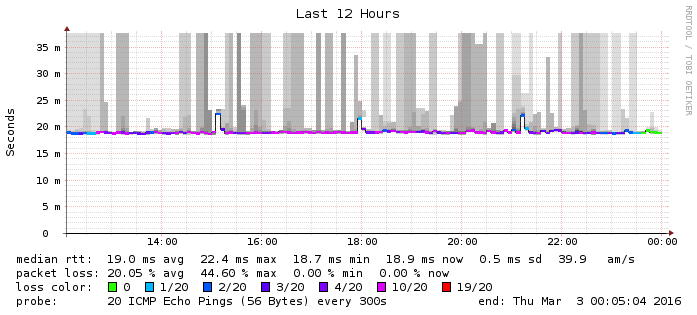 Last 12 Hours
RRDTOOL / TOBI OETIKER
Seconds
35 m
30 m
25 m
20 m
15 m
10 m
5 m
0
14:00 16:00 18:00 20:00 22:00 00:00
median rtt: 19.0 ms avg 22.4 ms max 18.7 ms min 18.9 ms now 0.5 ms sd 39.9 am/s
packet loss: 20.05 % avg 44.60 % max 0.00 % min 0.00 % now
loss color: 0 1/20 2/20 3/20 4/20 10/20 19/20
probe: 20 ICMP Echo Pings (56 Bytes) every 300s end: Thu Mar 3 00:05:04 2016